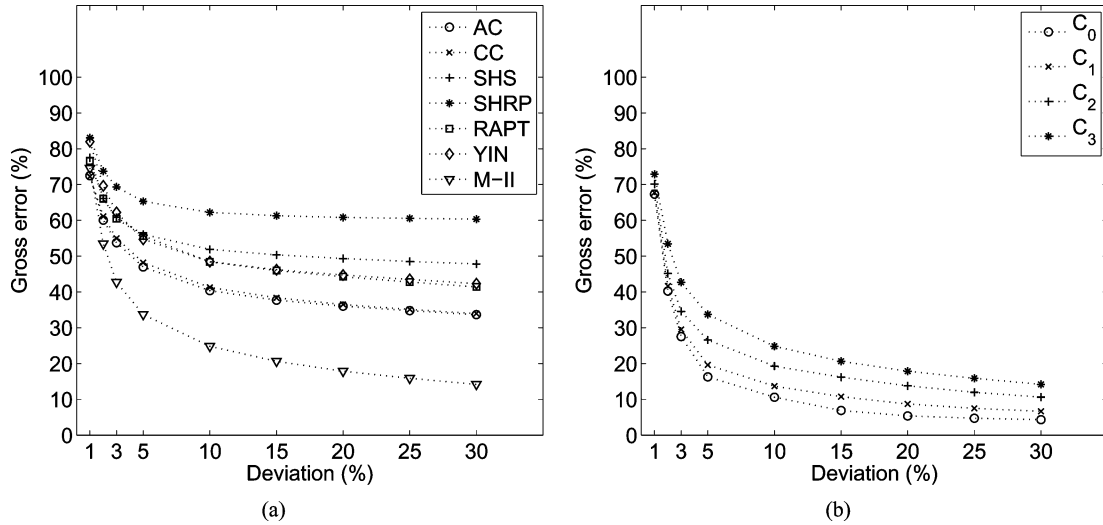 AC
CC
SHS
SHRP
RAPT
YIN
M-II
100
90
80
70
60
50
40
30
20
10
0
Gross error (%)
1 3 5 10 15 20 25 30
Deviation (%)
(a)
C0
C1
C2
C3
100
90
80
70
60
50
40
30
20
10
0
Gross error (%)
1 3 5 10 15 20 25 30
Deviation (%)
(b)